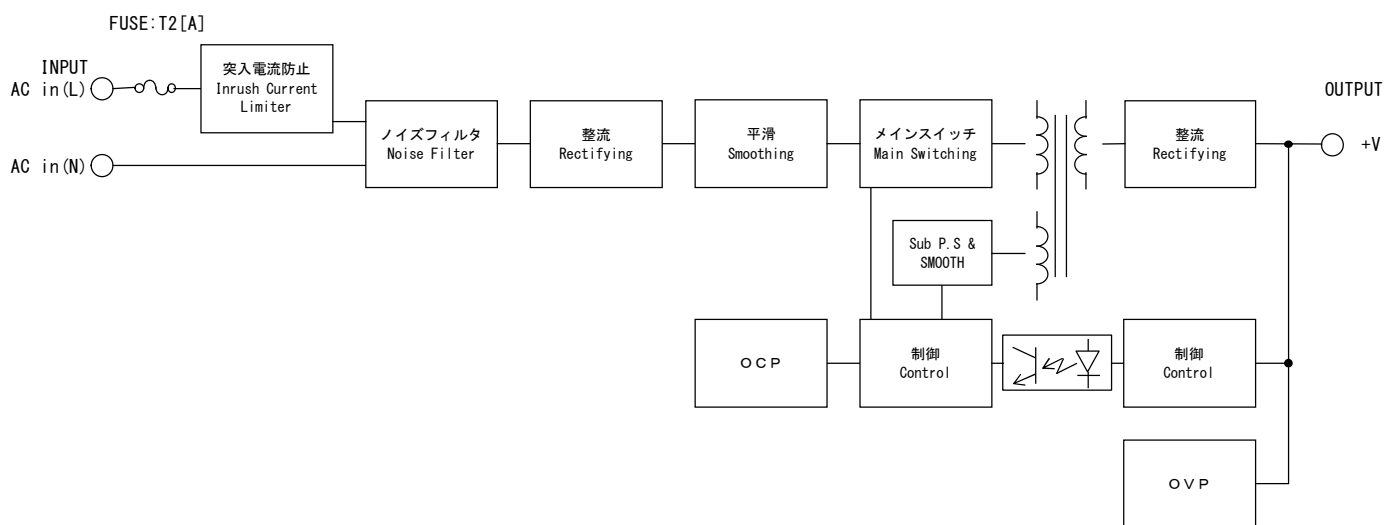 FUSE:T2[A]
INPUT
AC in(L)
突入電流防止
Inrush Current
Limiter
AC in(N)
ノイズフィルタ
Noise Filter
整流
Rectifying
平滑
Smoothing
メインスイッチ
Main Switching
整流
Rectifying
OUTPUT
+V
Sub P.S &
SMOOTH
ＯＣＰ
制御
Control
制御
Control
ＯＶＰ